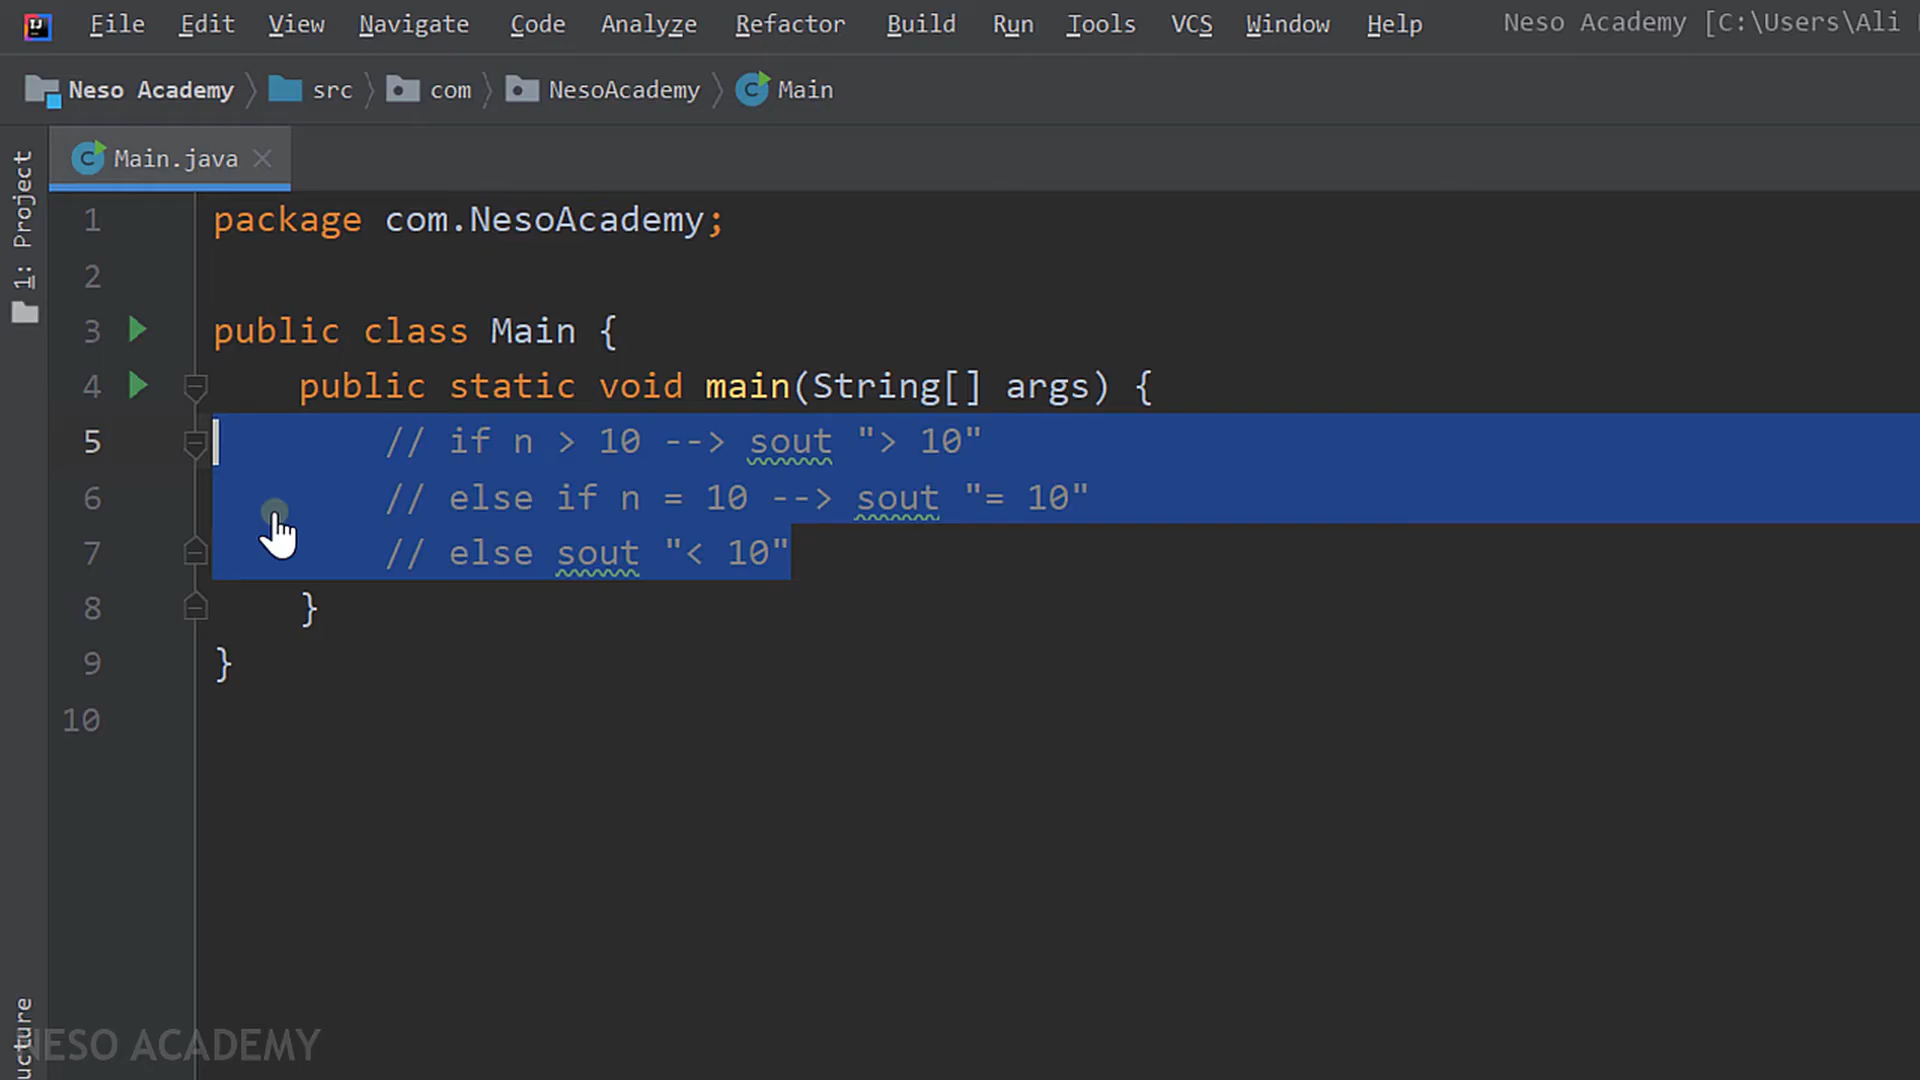 File Edit View Navigate Code Analyze Refactor Build Run Tools VCS Window Help Neso Academy [C:\Users\Ali
Neso Academy src com NesoAcademy Main
Main.java
1: Project
1 package com.NesoAcademy;
2
3 public class Main {
4 public static void main(String[] args) {
5 // if n > 10 --> sout "> 10"
6 // else if n = 10 --> sout "= 10"
7 // else sout "< 10"
8 }
9 }
10
ucture
NESO ACADEMY